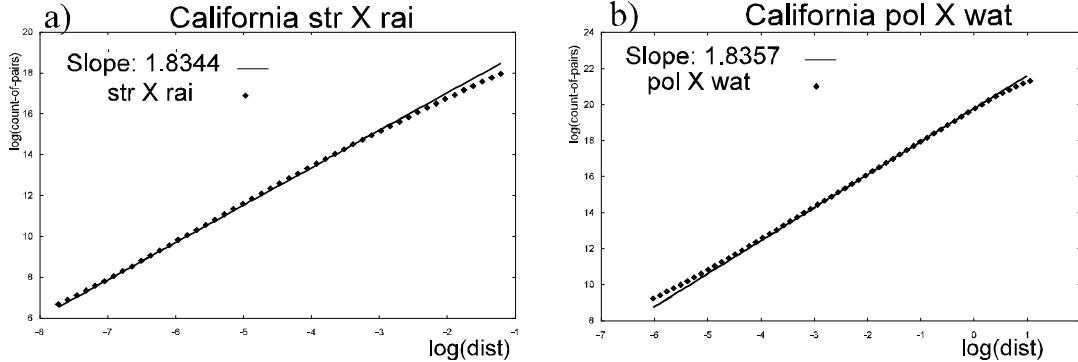 a) California str X rai
20
18
16
14
12
10
8
6
log(count-of-pairs)
Slope: 1.8344
str X rai
-8 -7 -6 -5 -4 -3 -2 -1
log(dist)
b) California pol X wat
24
22
20
18
16
14
12
10
8
log(count-of-pairs)
Slope: 1.8357
pol X wat
-7 -6 -5 -4 -3 -2 -1 0 1 2
log(dist)